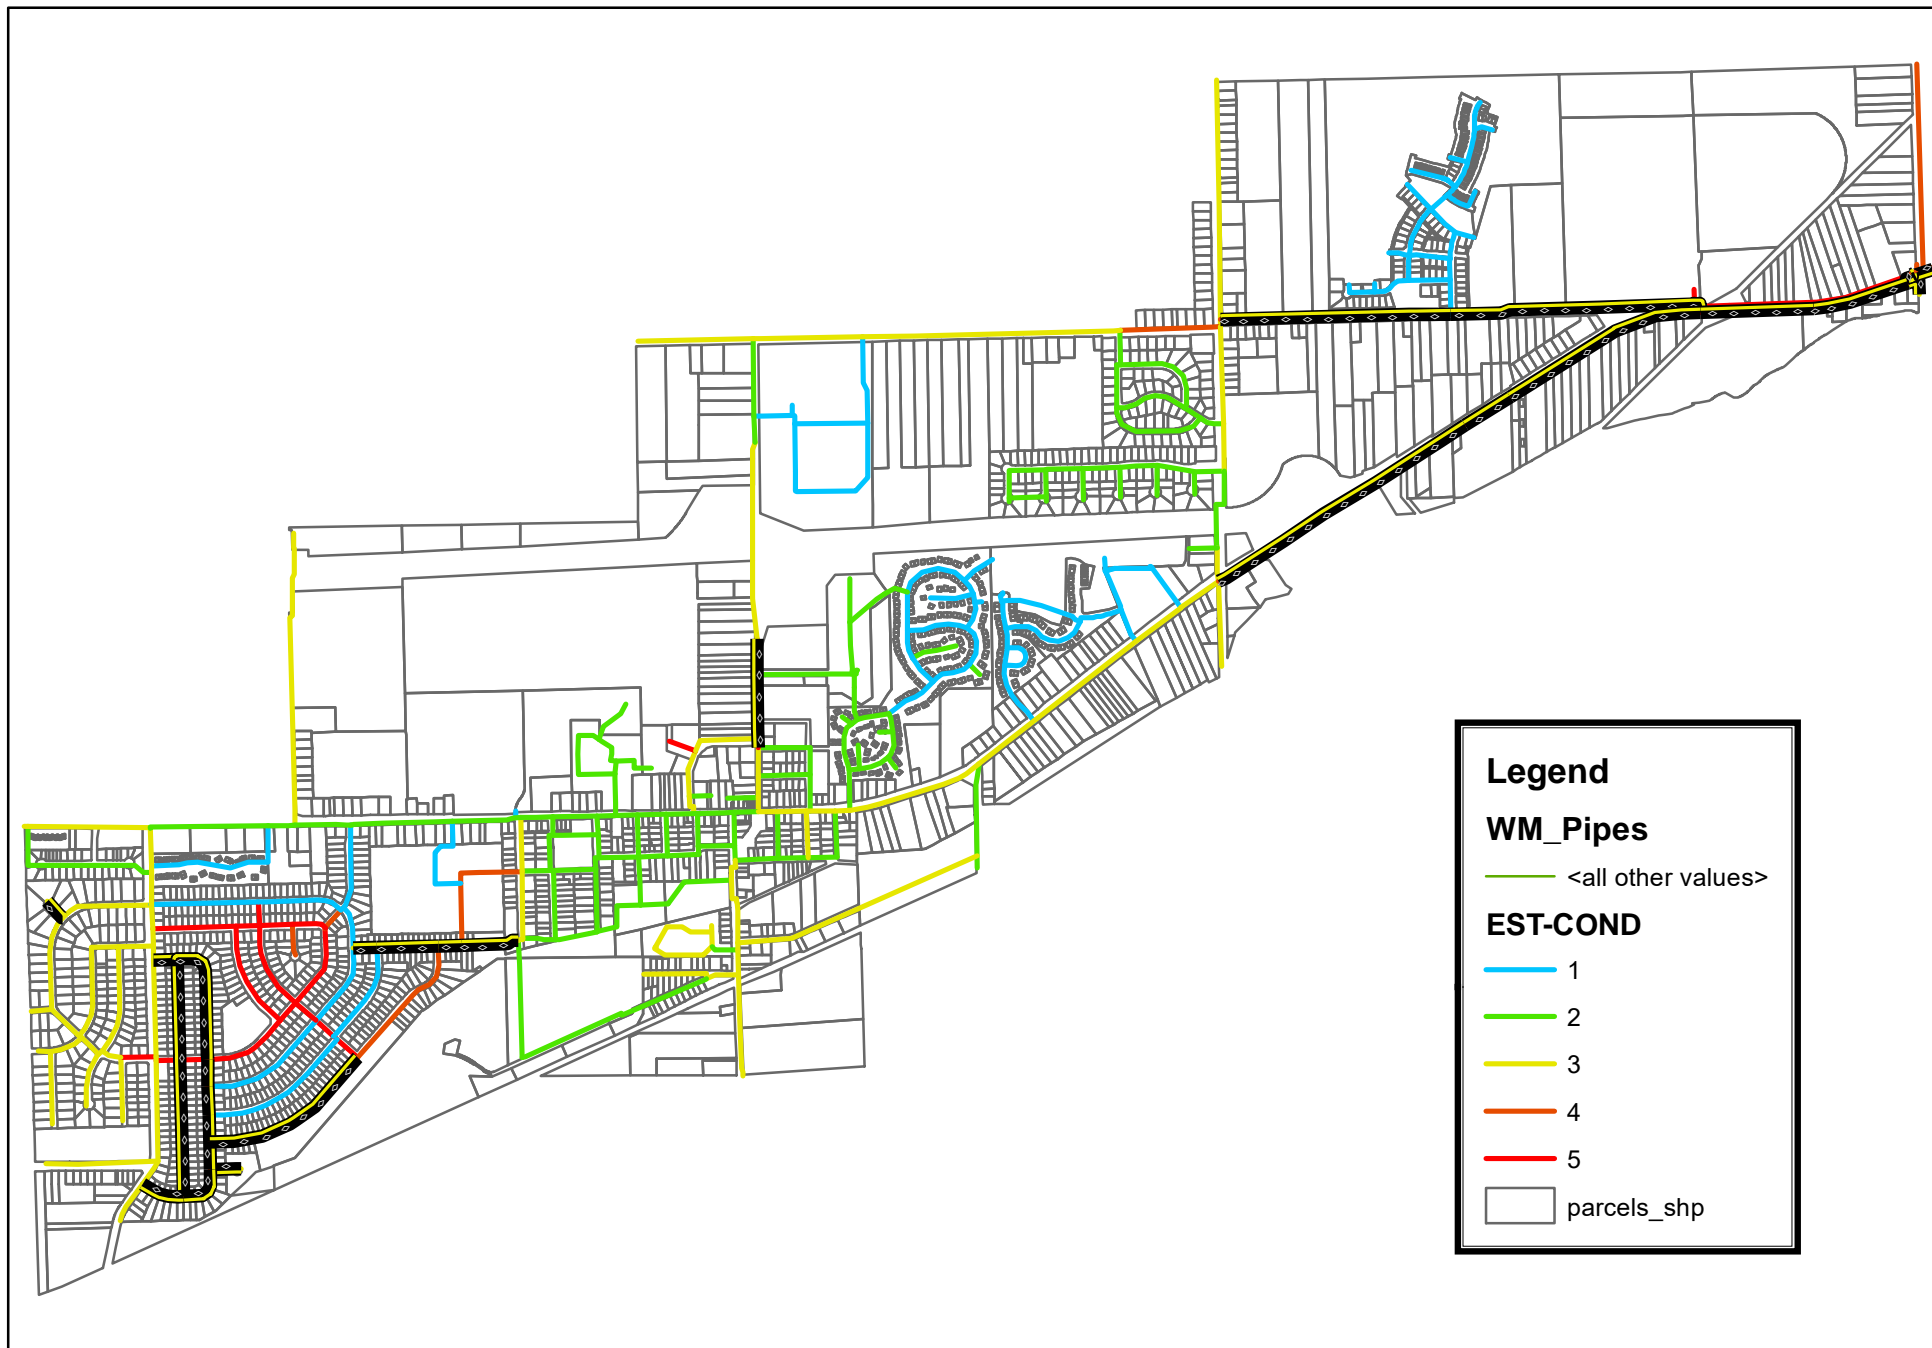 Legend
WM_Pipes
<all other values>
EST-COND
1
2
3
4
5
parcels_shp